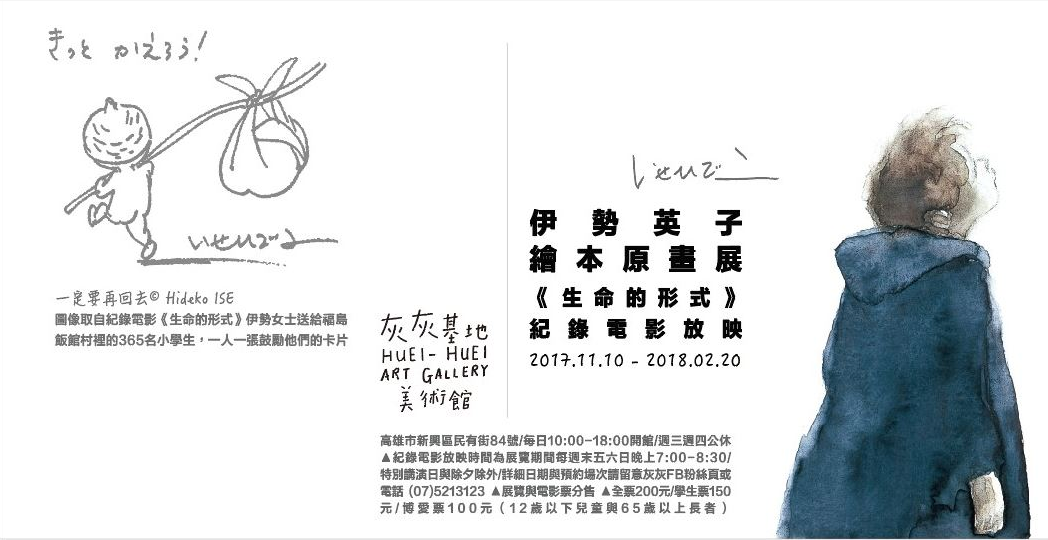 きっと かえろう!
いせひでこ
一定要再回去© Hideko ISE
圖像取自紀錄電影《生命的形式》伊勢女士送給福島
飯館村裡的365名小學生，一人一張鼓勵他們的卡片
灰灰基地
HUEI-HUEI
ART GALLERY
美術館
いせひでこ
伊勢英子
繪本原畫展
《生命的形式》
紀錄電影放映
2017.11.10 - 2018.02.20
高雄市新興區民有街84號/每日10:00-18:00開館/週三週四公休
▲紀錄電影放映時間為展覽期間每週末五六日晚上7:00-8:30/
特別講演日與除夕除外/詳細日期與預約場次請留意灰灰FB粉絲頁或
電話 (07)5213123 ▲展覽與電影票分售 ▲全票200元/學生票150
元/博愛票100元（12歲以下兒童與65歲以上長者）